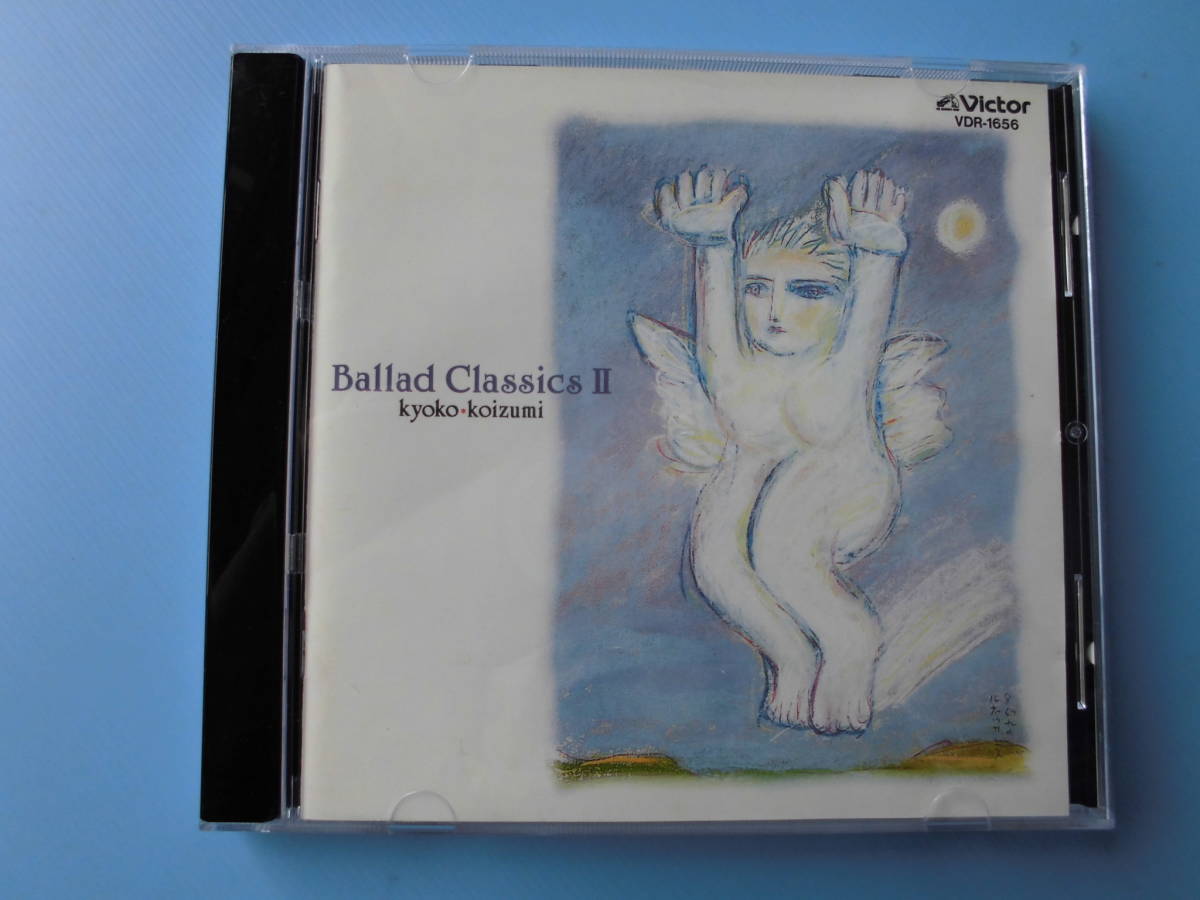 Victor
VDR-1656
Ballad Classics II
kyoko•koizumi